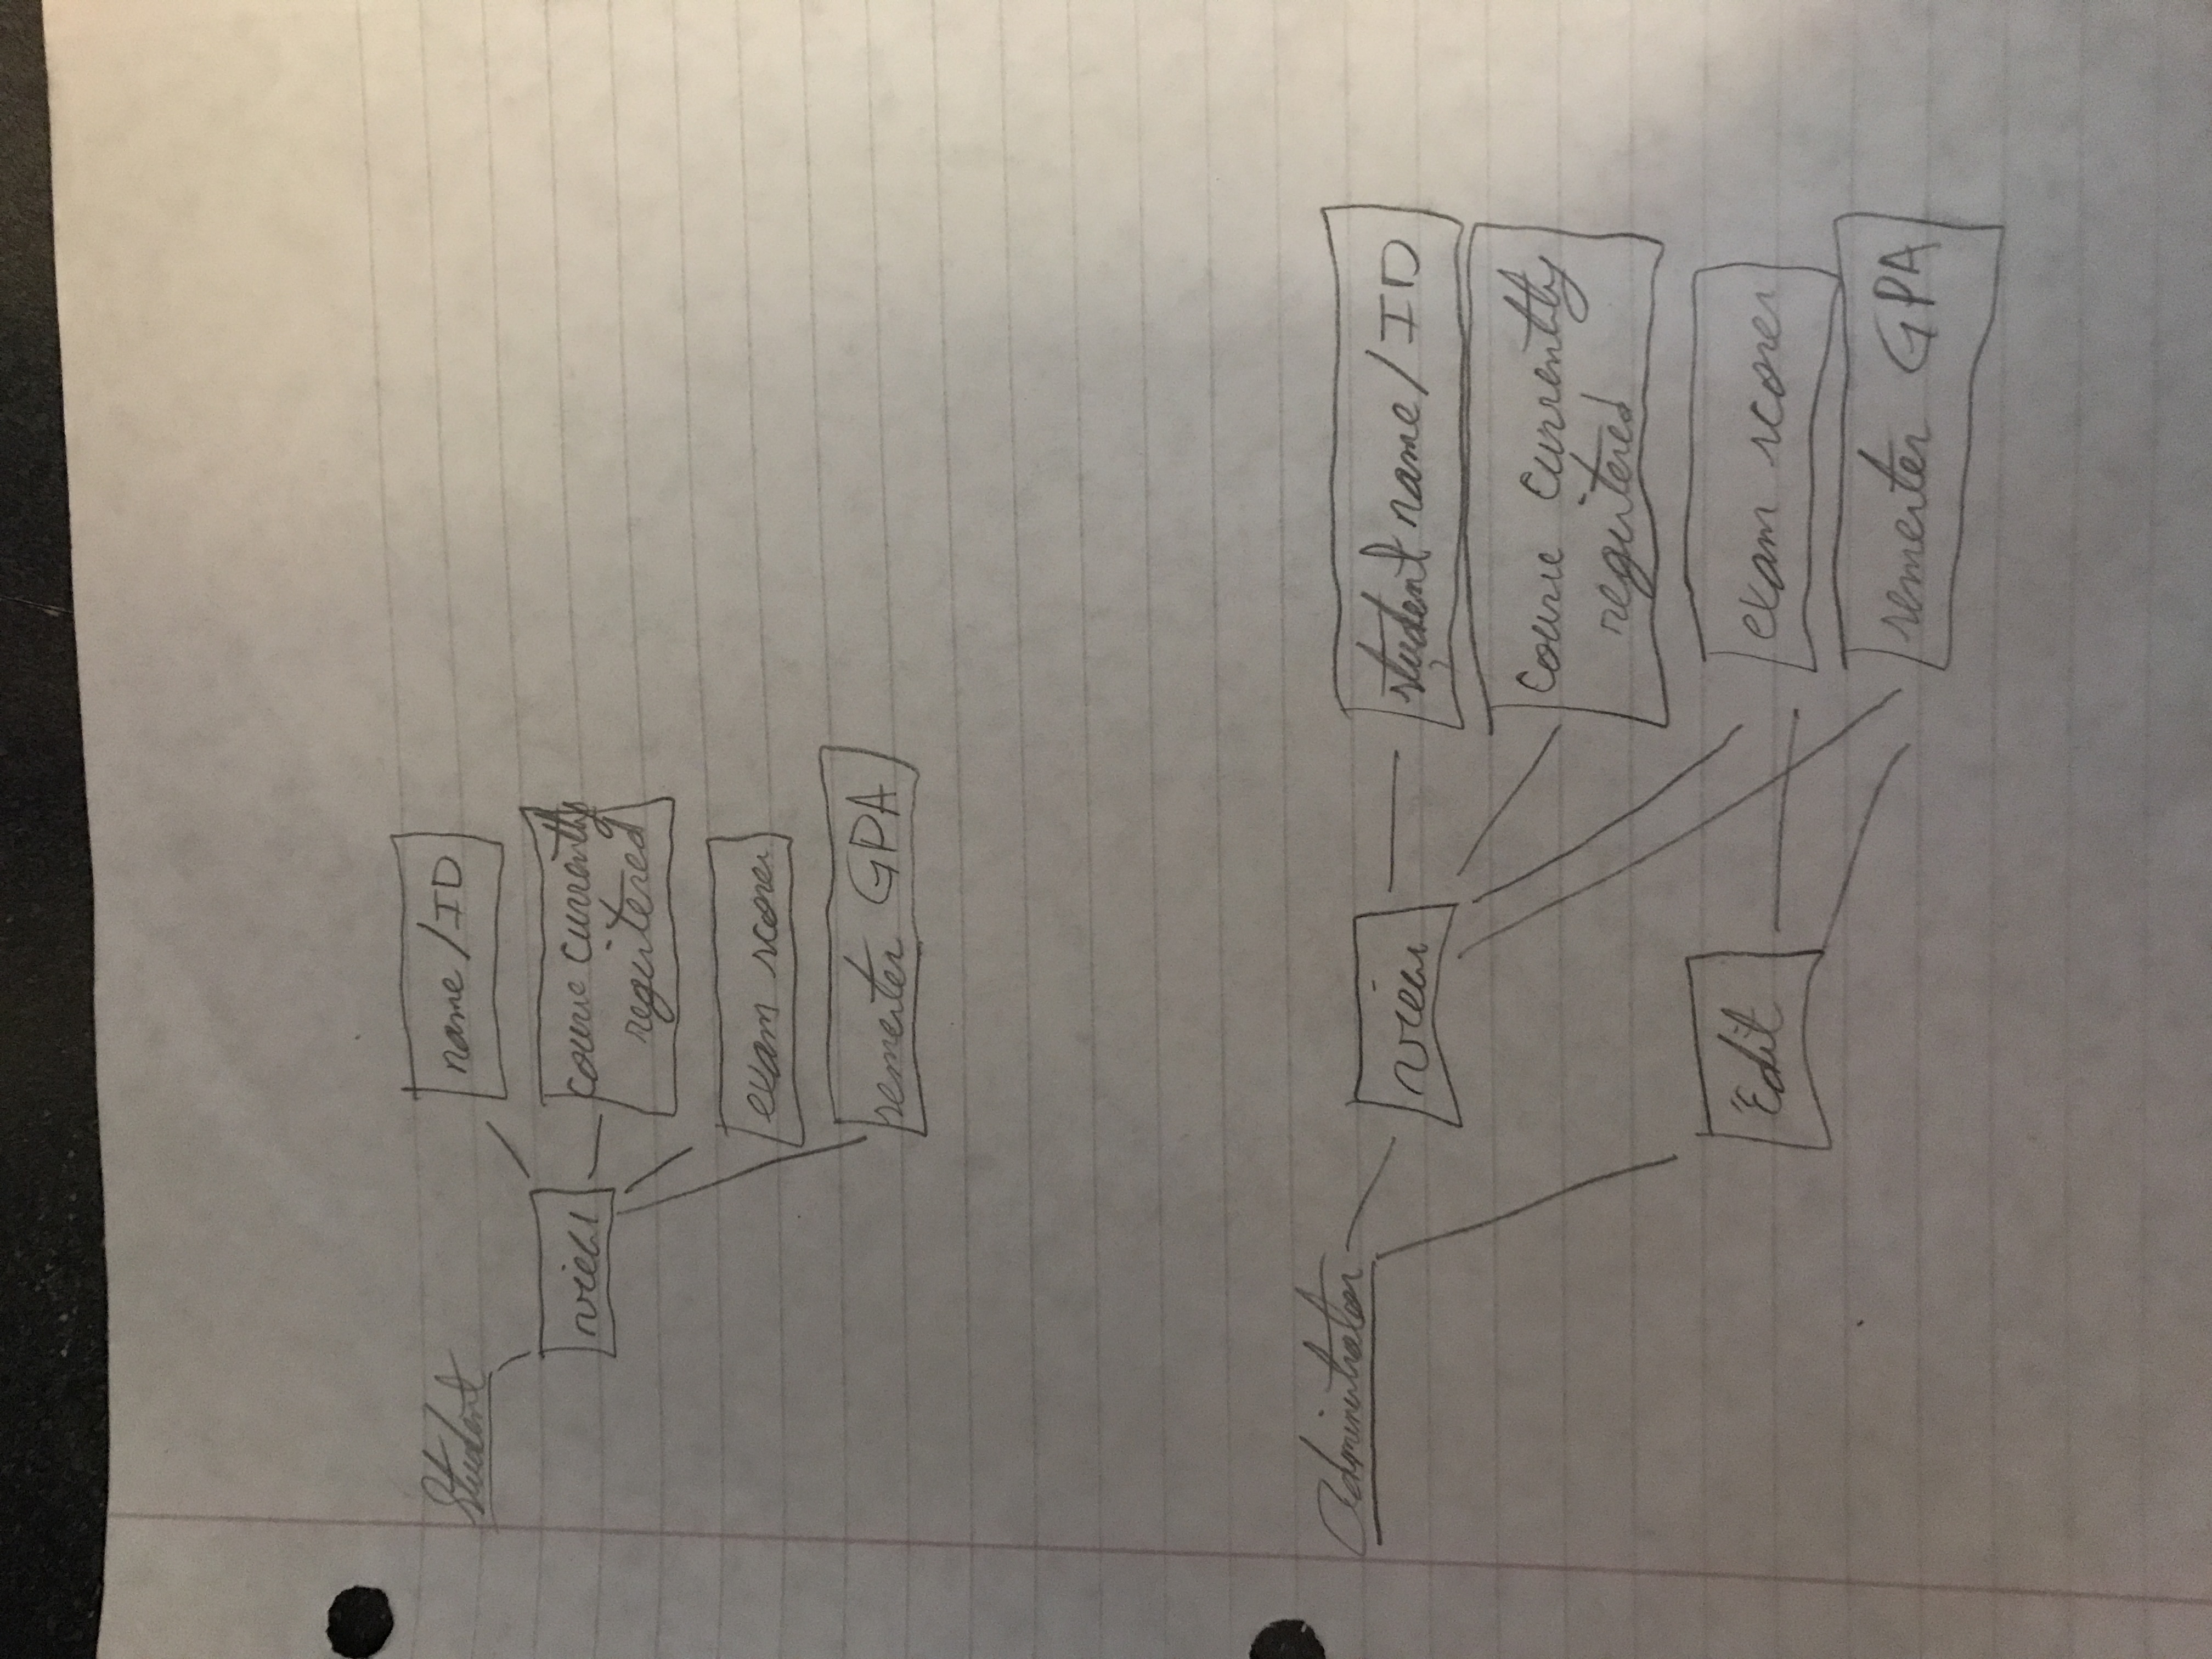 Student
name/ID
view
course currently
registered
exam scores
semester GPA
Administrator
view
student name/ID
course currently
registered
Edit
exam scores
semester GPA